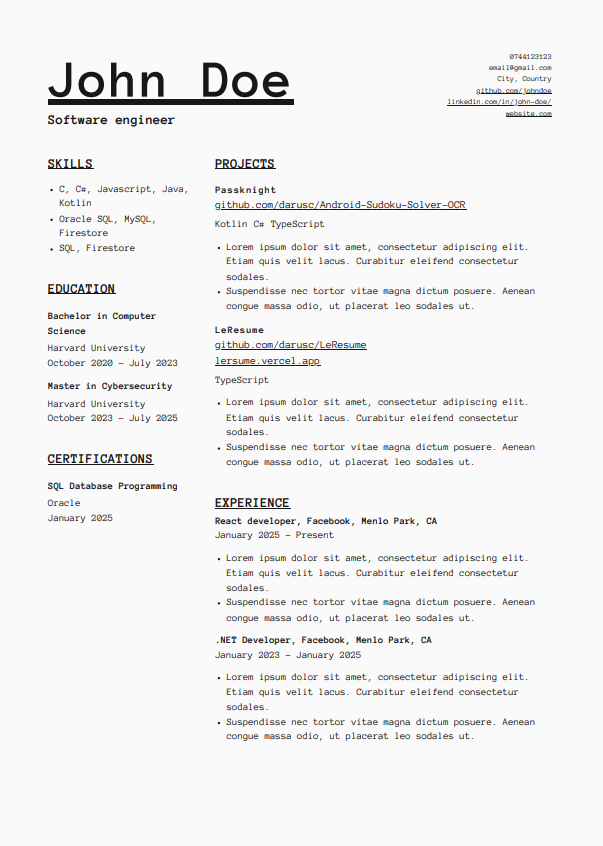 John Doe
Software engineer
0744123123
email@gmail.com
City, Country
github.com/johndoe
linkedin.com/in/john-doe/
website.com
SKILLS
• C, C#, Javascript, Java,
Kotlin
• Oracle SQL, MySQL,
Firestore
• SQL, Firestore
EDUCATION
Bachelor in Computer
Science
Harvard University
October 2020 – July 2023
Master in Cybersecurity
Harvard University
October 2023 – July 2025
CERTIFICATIONS
SQL Database Programming
Oracle
January 2025
PROJECTS
Passknight
github.com/darusc/Android-Sudoku-Solver-OCR
Kotlin C# TypeScript
• Lorem ipsum dolor sit amet, consectetur adipiscing elit.
Etiam quis velit lacus. Curabitur eleifend consectetur
sodales.
• Suspendisse nec tortor vitae magna dictum posuere. Aenean
congue massa odio, ut placerat leo sodales ut.
LeResume
github.com/darusc/LeResume
lersume.vercel.app
TypeScript
• Lorem ipsum dolor sit amet, consectetur adipiscing elit.
Etiam quis velit lacus. Curabitur eleifend consectetur
sodales.
• Suspendisse nec tortor vitae magna dictum posuere. Aenean
congue massa odio, ut placerat leo sodales ut.
EXPERIENCE
React developer, Facebook, Menlo Park, CA
January 2025 – Present
• Lorem ipsum dolor sit amet, consectetur adipiscing elit.
Etiam quis velit lacus. Curabitur eleifend consectetur
sodales.
• Suspendisse nec tortor vitae magna dictum posuere. Aenean
congue massa odio, ut placerat leo sodales ut.
.NET Developer, Facebook, Menlo Park, CA
January 2023 – January 2025
• Lorem ipsum dolor sit amet, consectetur adipiscing elit.
Etiam quis velit lacus. Curabitur eleifend consectetur
sodales.
• Suspendisse nec tortor vitae magna dictum posuere. Aenean
congue massa odio, ut placerat leo sodales ut.